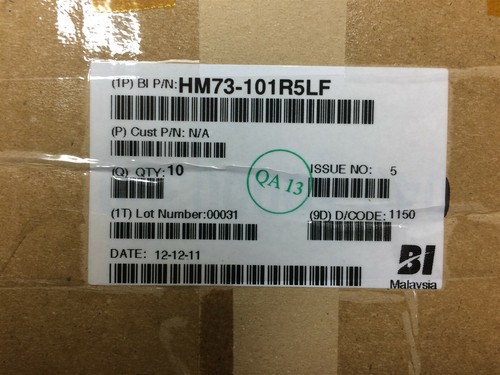 (1P) BI P/N: HM73-101R5LF
(P) Cust P/N: N/A
(Q) QTY: 10
ISSUE NO: 5
QA 13
(1T) Lot Number: 00031
(9D) D/CODE: 1150
DATE: 12-12-11
BI
Malaysia